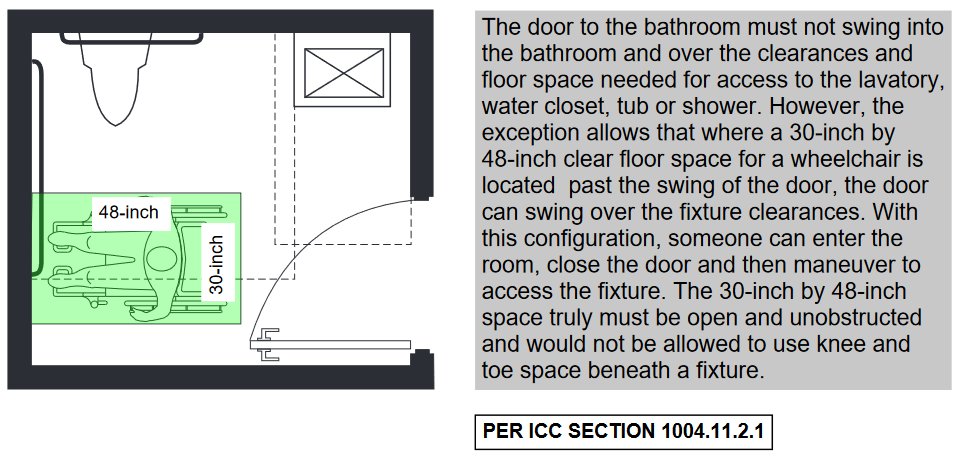 48-inch
30-inch
The door to the bathroom must not swing into
the bathroom and over the clearances and
floor space needed for access to the lavatory,
water closet, tub or shower. However, the
exception allows that where a 30-inch by
48-inch clear floor space for a wheelchair is
located  past the swing of the door, the door
can swing over the fixture clearances. With
this configuration, someone can enter the
room, close the door and then maneuver to
access the fixture. The 30-inch by 48-inch
space truly must be open and unobstructed
and would not be allowed to use knee and
toe space beneath a fixture.
PER ICC SECTION 1004.11.2.1